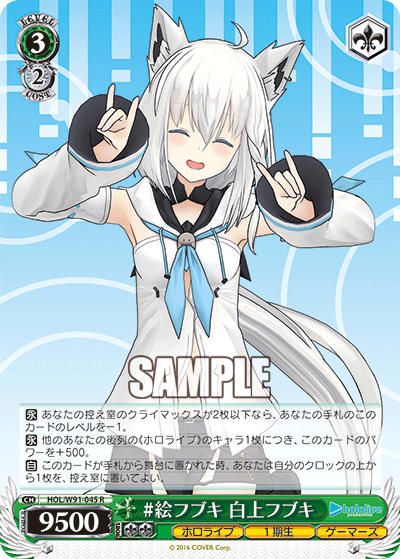 LEVEL
3
2
COST
SAMPLE
永 あなたの控え室のクライマックスが2枚以下なら、あなたの手札のこの
カードのレベルを－1。
永 他のあなたの後列の《ホロライブ》のキャラ1枚につき、このカードのパ
ワーを＋500。
自 このカードが手札から舞台に置かれた時、あなたは自分のクロックの上か
ら1枚を、控え室に置いてよい。
CH HOL/W91-045 R
POWER
9500
#絵フブキ 白上フブキ
hololive
production
ホロライブ
1期生
ゲーマーズ
© 2016 COVER Corp.